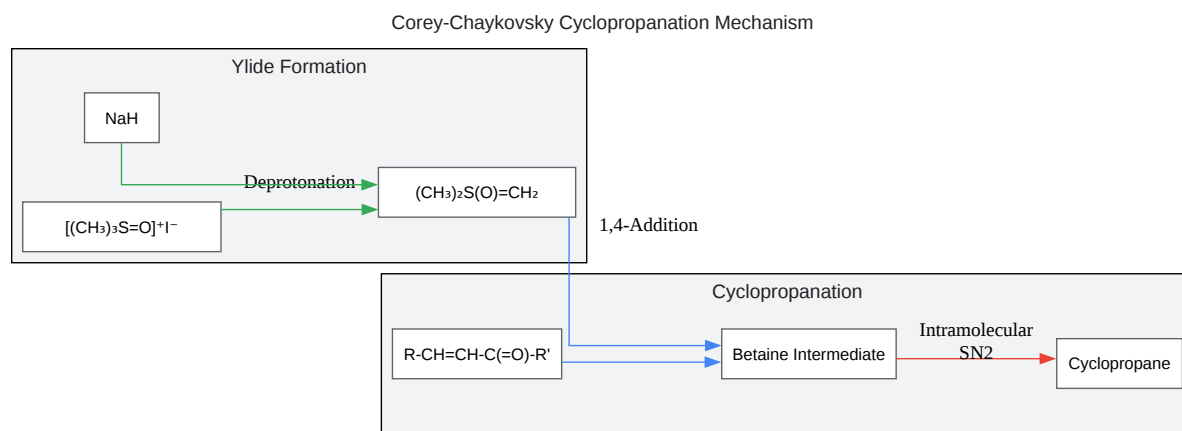 Corey-Chaykovsky Cyclopropanation Mechanism
Ylide Formation
NaH
Deprotonation
(CH₃)₂S(O)=CH₂
[(CH₃)₃S=O]⁺I⁻
1,4-Addition
Cyclopropanation
R-CH=CH-C(=O)-R'
Betaine Intermediate
Intramolecular
SN2
Cyclopropane